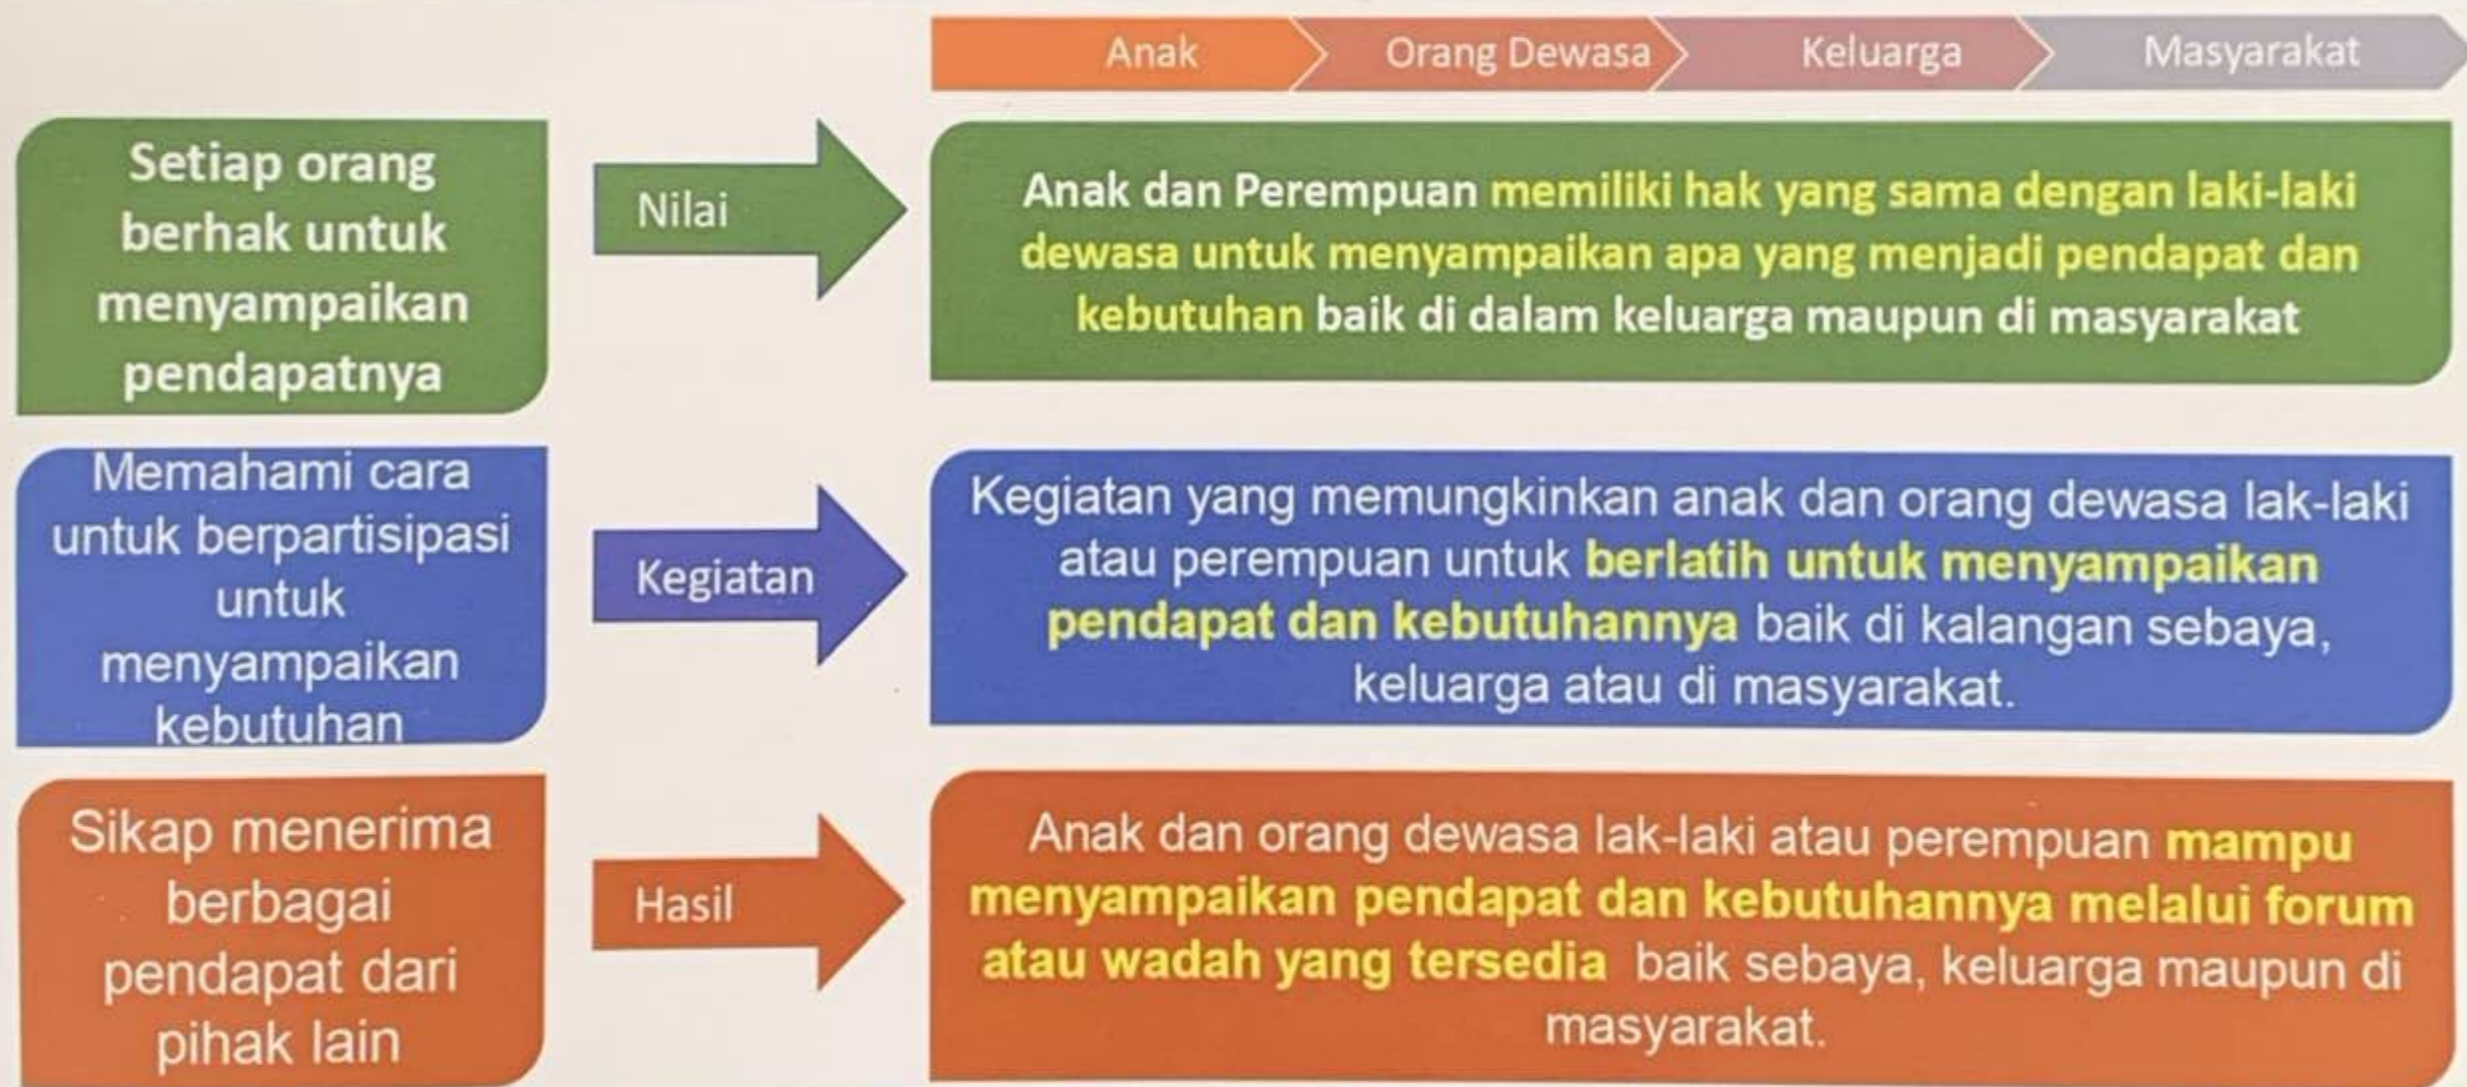 Anak
Orang Dewasa
Keluarga
Masyarakat
Setiap orang
berhak untuk
menyampaikan
pendapatnya
Nilai
Anak dan Perempuan memiliki hak yang sama dengan laki-laki
dewasa untuk menyampaikan apa yang menjadi pendapat dan
kebutuhan baik di dalam keluarga maupun di masyarakat
Memahami cara
untuk berpartisipasi
untuk
menyampaikan
kebutuhan
Kegiatan
Kegiatan yang memungkinkan anak dan orang dewasa lak-laki
atau perempuan untuk berlatih untuk menyampaikan
pendapat dan kebutuhannya baik di kalangan sebaya,
keluarga atau di masyarakat.
Sikap menerima
berbagai
pendapat dari
pihak lain
Hasil
Anak dan orang dewasa lak-laki atau perempuan mampu
menyampaikan pendapat dan kebutuhannya melalui forum
atau wadah yang tersedia baik sebaya, keluarga maupun di
masyarakat.